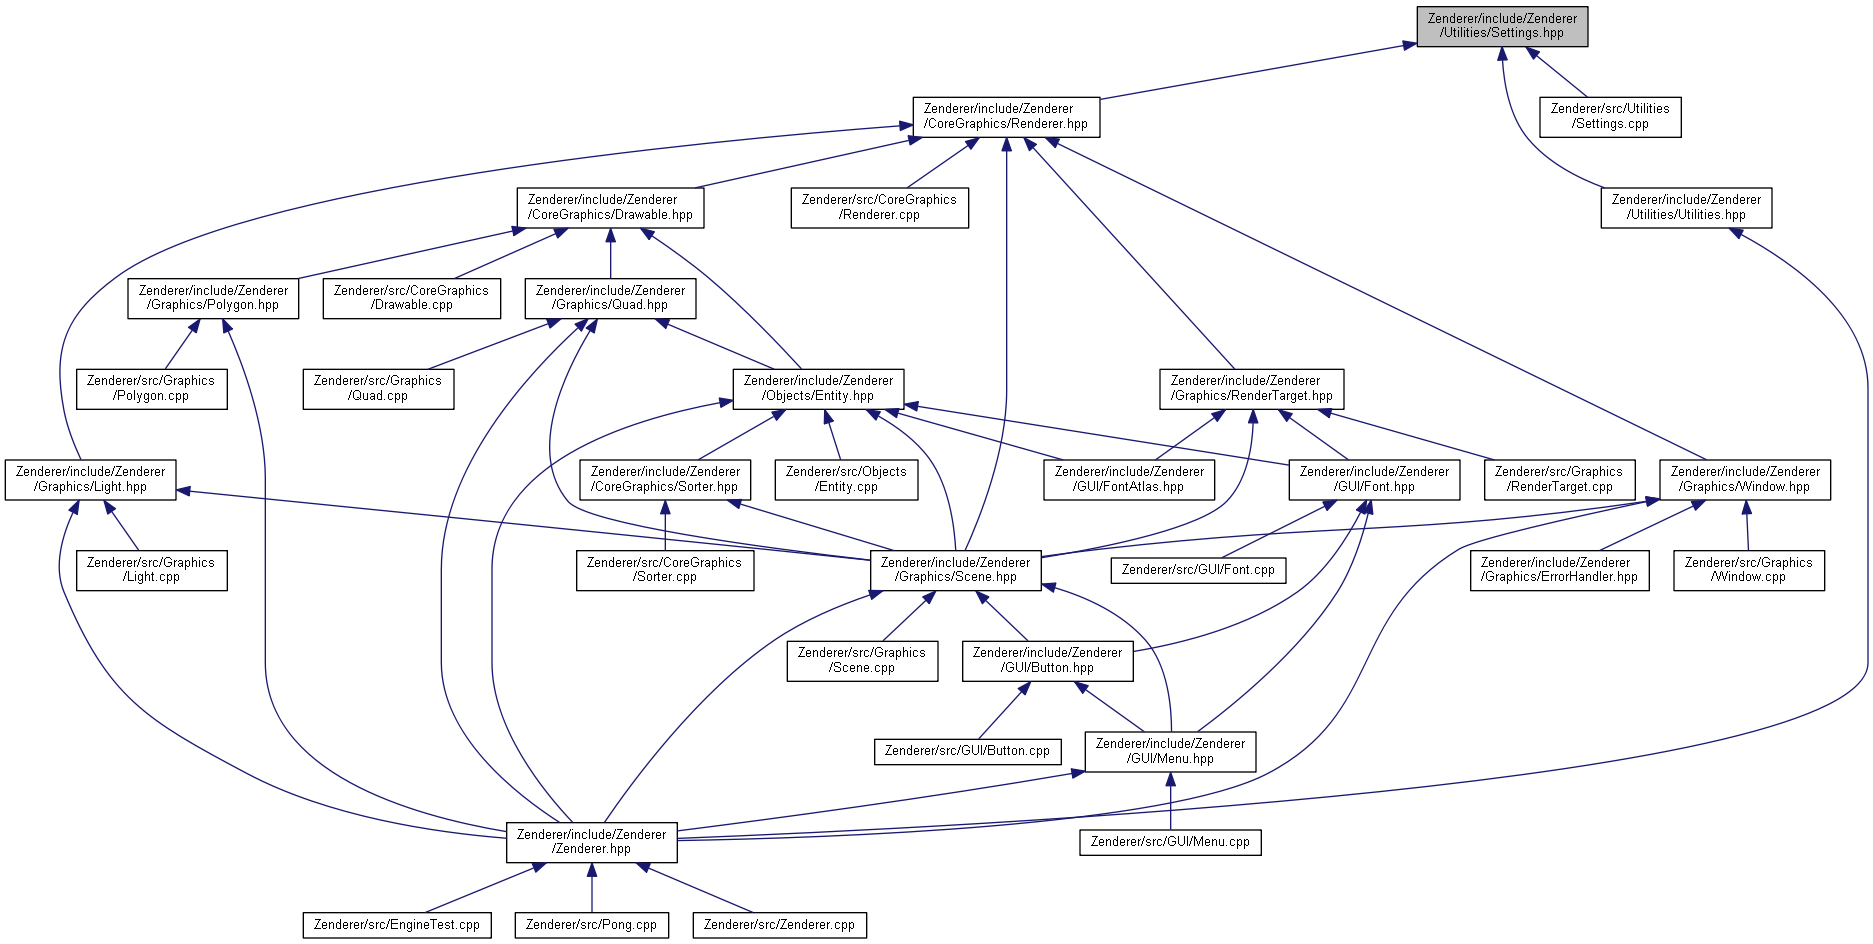 Zenderer/include/Zenderer
/Utilities/Settings.hpp
Zenderer/include/Zenderer
/CoreGraphics/Renderer.hpp
Zenderer/src/Utilities
/Settings.cpp
Zenderer/include/Zenderer
/CoreGraphics/Drawable.hpp
Zenderer/src/CoreGraphics
/Renderer.cpp
Zenderer/include/Zenderer
/Utilities/Utilities.hpp
Zenderer/include/Zenderer
/Graphics/Polygon.hpp
Zenderer/src/CoreGraphics
/Drawable.cpp
Zenderer/include/Zenderer
/Graphics/Quad.hpp
Zenderer/src/Graphics
/Polygon.cpp
Zenderer/src/Graphics
/Quad.cpp
Zenderer/include/Zenderer
/Objects/Entity.hpp
Zenderer/include/Zenderer
/Graphics/RenderTarget.hpp
Zenderer/include/Zenderer
/Graphics/Light.hpp
Zenderer/include/Zenderer
/CoreGraphics/Sorter.hpp
Zenderer/src/Objects
/Entity.cpp
Zenderer/include/Zenderer
/GUI/FontAtlas.hpp
Zenderer/include/Zenderer
/GUI/Font.hpp
Zenderer/src/Graphics
/RenderTarget.cpp
Zenderer/include/Zenderer
/Graphics/Window.hpp
Zenderer/src/Graphics
/Light.cpp
Zenderer/src/CoreGraphics
/Sorter.cpp
Zenderer/include/Zenderer
/Graphics/Scene.hpp
Zenderer/src/GUI/Font.cpp
Zenderer/include/Zenderer
/Graphics/ErrorHandler.hpp
Zenderer/src/Graphics
/Window.cpp
Zenderer/src/Graphics
/Scene.cpp
Zenderer/include/Zenderer
/GUI/Button.hpp
Zenderer/src/GUI/Button.cpp
Zenderer/include/Zenderer
/GUI/Menu.hpp
Zenderer/include/Zenderer
/Zenderer.hpp
Zenderer/src/GUI/Menu.cpp
Zenderer/src/EngineTest.cpp
Zenderer/src/Pong.cpp
Zenderer/src/Zenderer.cpp